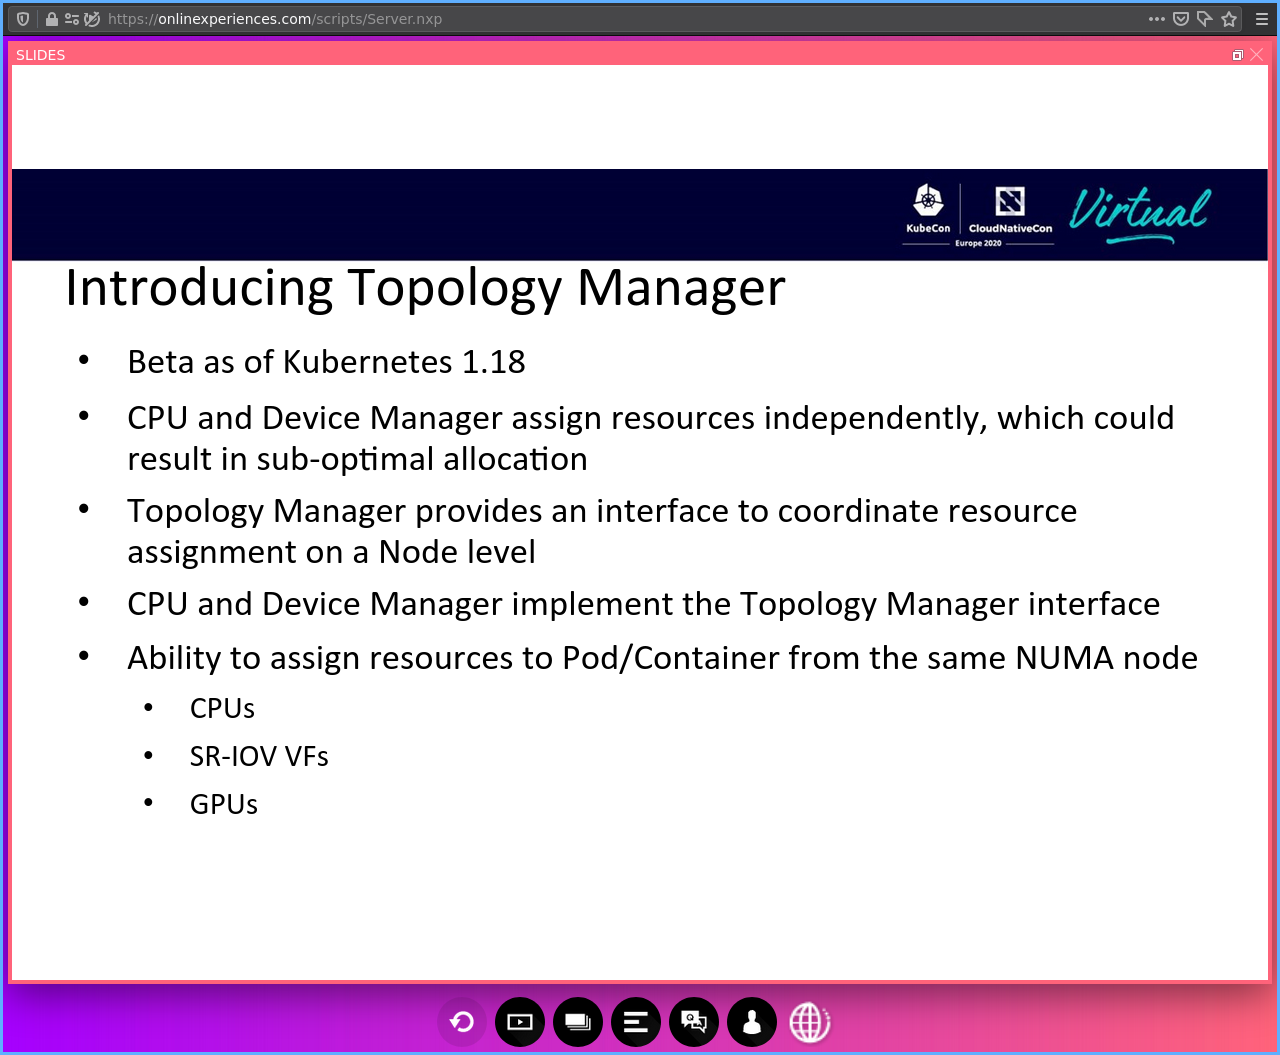 https://onlinexperiences.com/scripts/Server.nxp
SLIDES
KubeCon
CloudNativeCon
Europe 2020
Virtual
Introducing Topology Manager
• Beta as of Kubernetes 1.18
• CPU and Device Manager assign resources independently, which could
result in sub-optimal allocation
• Topology Manager provides an interface to coordinate resource
assignment on a Node level
• CPU and Device Manager implement the Topology Manager interface
• Ability to assign resources to Pod/Container from the same NUMA node
• CPUs
• SR-IOV VFs
• GPUs